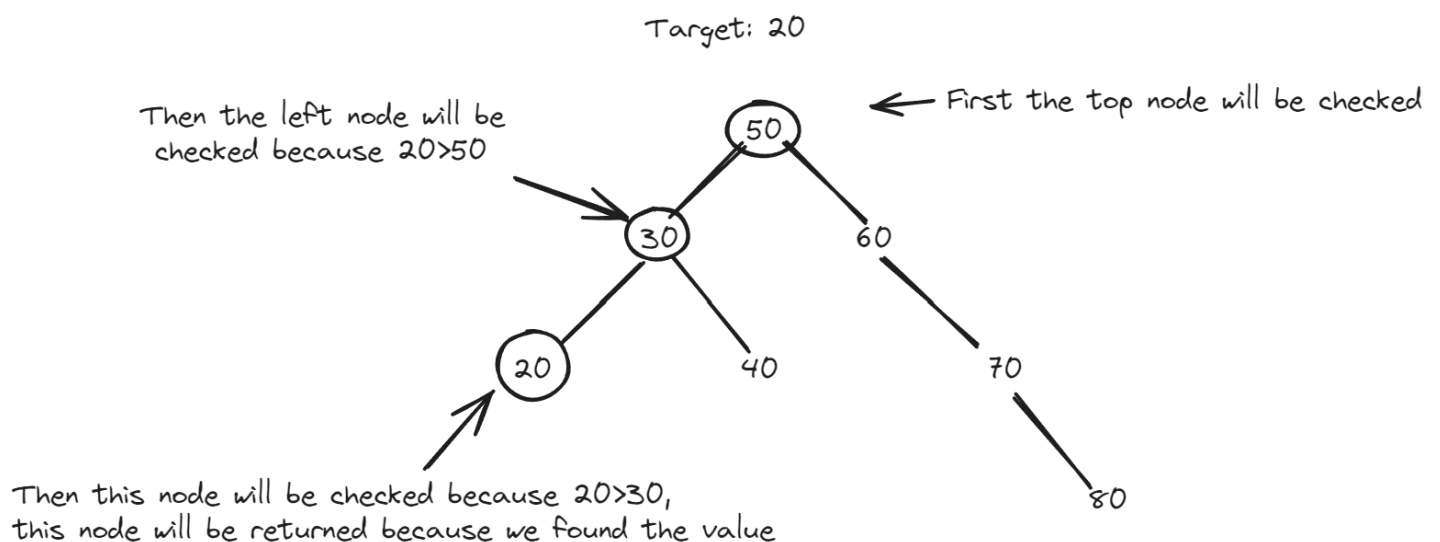 Target: 20
First the top node will be checked
Then the left node will be
checked because 20>50
50
30
60
20
40
70
80
Then this node will be checked because 20>30,
this node will be returned because we found the value